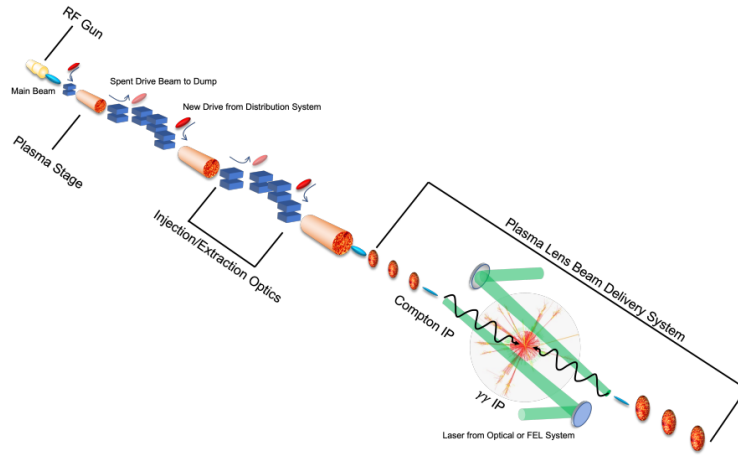 RF Gun
Main Beam
Spent Drive Beam to Dump
New Drive from Distribution System
Plasma Stage
Injection/Extraction Optics
Plasma Lens Beam Delivery System
Compton IP
γγ IP
Laser from Optical or FEL System